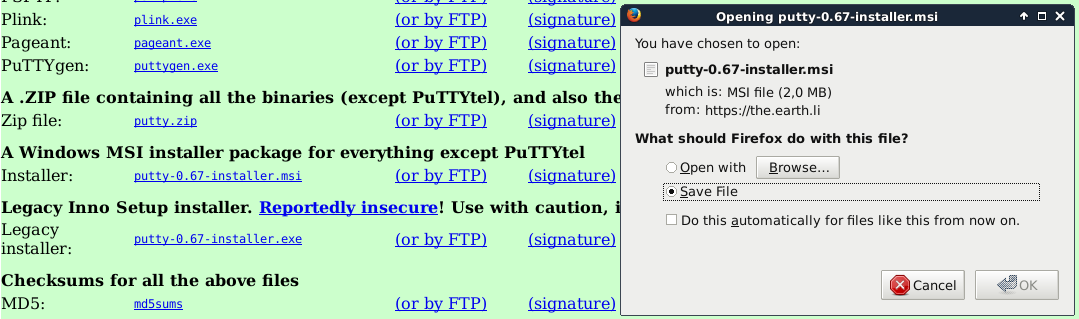 Plink: plink.exe (or by FTP) (signature)
Pageant: pageant.exe (or by FTP) (signature)
PuTTYgen: puttygen.exe (or by FTP) (signature)
A .ZIP file containing all the binaries (except PuTTYtel), and also the
Zip file: putty.zip (or by FTP) (signature)
A Windows MSI installer package for everything except PuTTYtel
Installer: putty-0.67-installer.msi (or by FTP) (signature)
Legacy Inno Setup installer. Reportedly insecure! Use with caution, i
Legacy
installer: putty-0.67-installer.exe (or by FTP) (signature)
Checksums for all the above files
MD5: md5sums (or by FTP) (signature)
Opening putty-0.67-installer.msi
You have chosen to open:
putty-0.67-installer.msi
which is: MSI file (2,0 MB)
from: https://the.earth.li
What should Firefox do with this file?
Open with Browse...
Save File
Do this automatically for files like this from now on.
Cancel OK